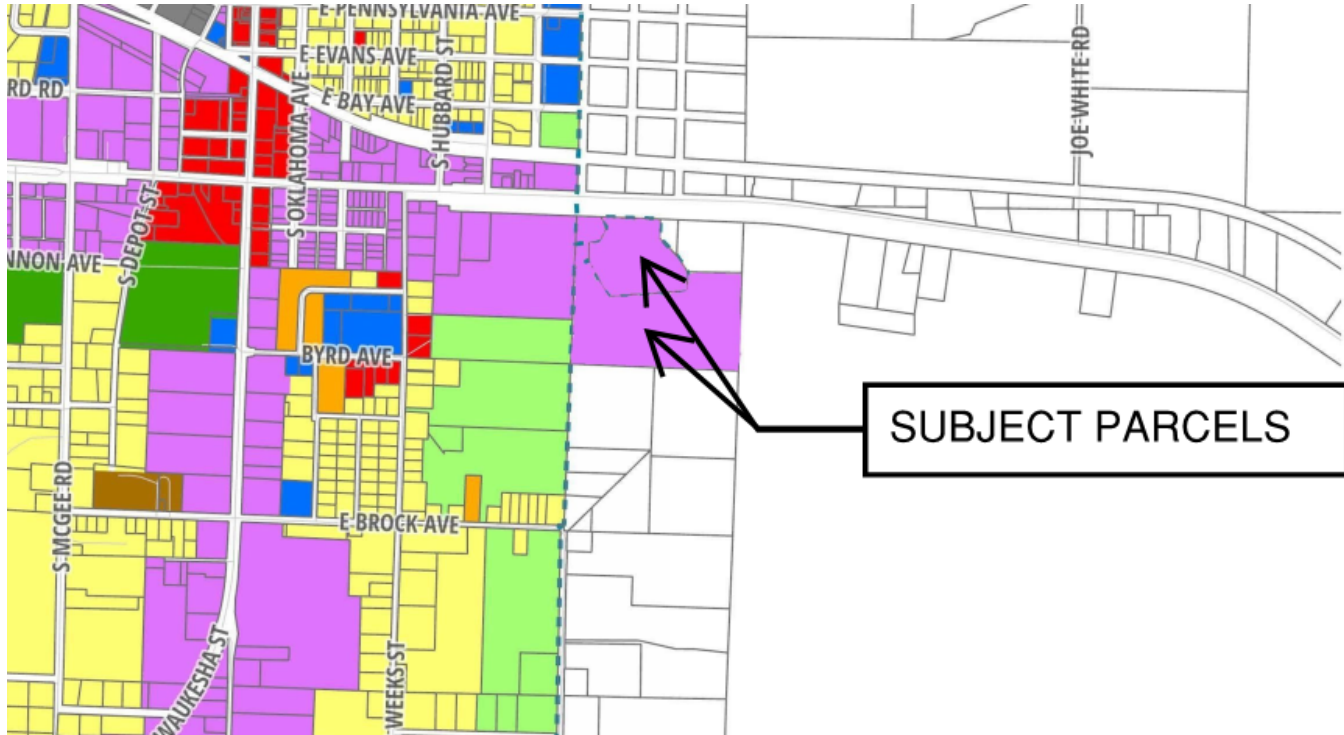 E PENNSYLVANIA AVE
E EVANS AVE
E BAY AVE
RD RD
S OKLAHOMA AVE
S HUBBARD ST
JOE WHITE RD
S DEPOT ST
NNON AVE
BYRD AVE
SUBJECT PARCELS
S MCGEE RD
E BROCK AVE
WAUKESHA ST
WEEKS ST